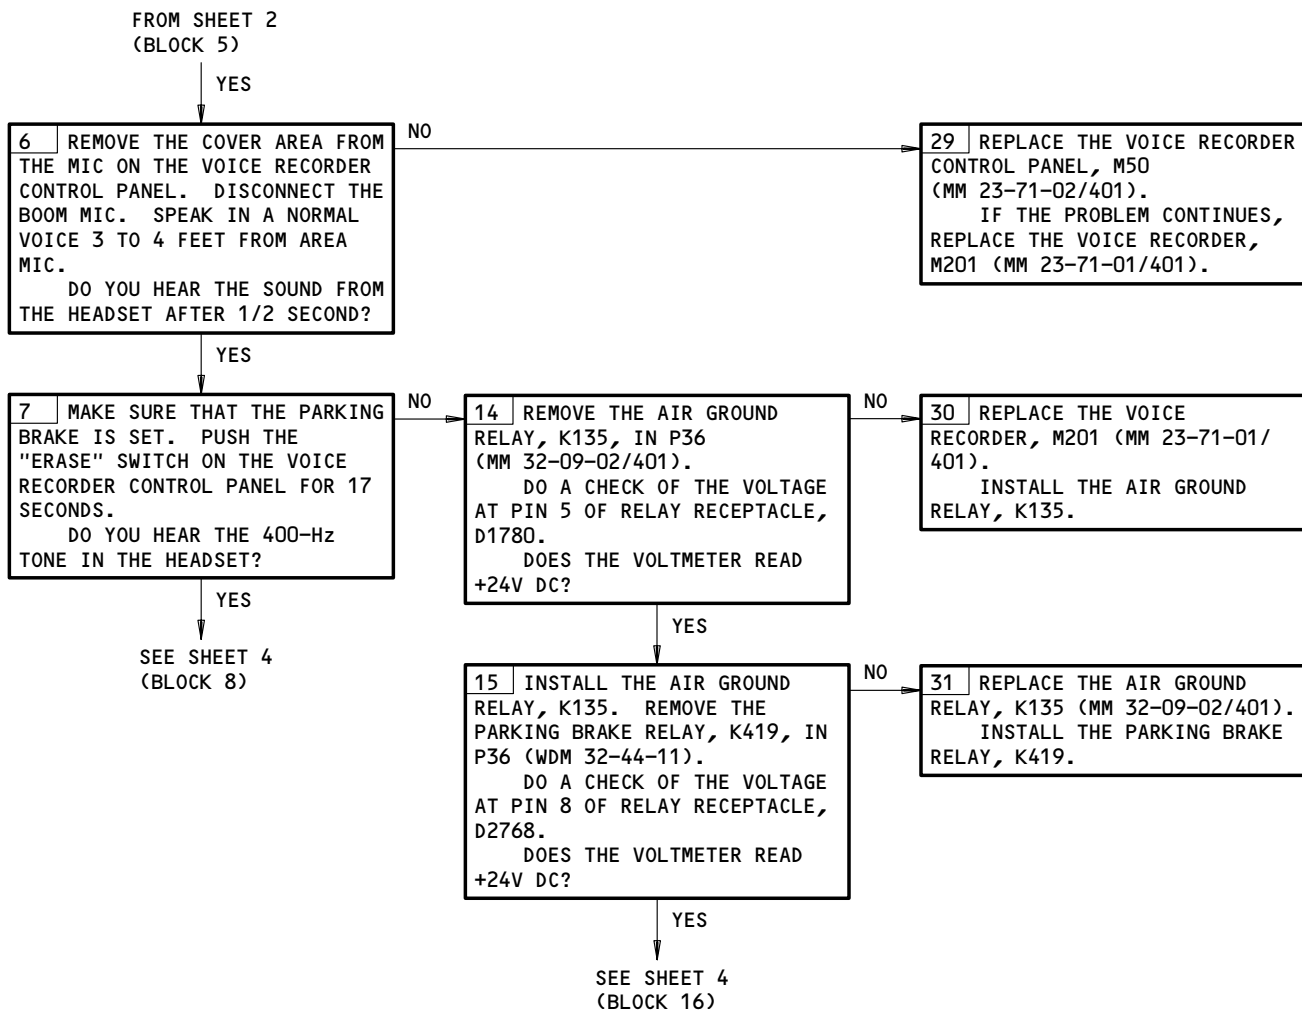 FROM SHEET 2
(BLOCK 5)
YES
6 REMOVE THE COVER AREA FROM
THE MIC ON THE VOICE RECORDER
CONTROL PANEL. DISCONNECT THE
BOOM MIC. SPEAK IN A NORMAL
VOICE 3 TO 4 FEET FROM AREA
MIC.
DO YOU HEAR THE SOUND FROM
THE HEADSET AFTER 1/2 SECOND?
NO
29 REPLACE THE VOICE RECORDER
CONTROL PANEL, M50
(MM 23-71-02/401).
IF THE PROBLEM CONTINUES,
REPLACE THE VOICE RECORDER,
M201 (MM 23-71-01/401).
YES
7 MAKE SURE THAT THE PARKING
BRAKE IS SET. PUSH THE
"ERASE" SWITCH ON THE VOICE
RECORDER CONTROL PANEL FOR 17
SECONDS.
DO YOU HEAR THE 400-Hz
TONE IN THE HEADSET?
NO
14 REMOVE THE AIR GROUND
RELAY, K135, IN P36
(MM 32-09-02/401).
DO A CHECK OF THE VOLTAGE
AT PIN 5 OF RELAY RECEPTACLE,
D1780.
DOES THE VOLTMETER READ
+24V DC?
NO
30 REPLACE THE VOICE
RECORDER, M201 (MM 23-71-01/
401).
INSTALL THE AIR GROUND
RELAY, K135.
YES
SEE SHEET 4
(BLOCK 8)
YES
15 INSTALL THE AIR GROUND
RELAY, K135. REMOVE THE
PARKING BRAKE RELAY, K419, IN
P36 (WDM 32-44-11).
DO A CHECK OF THE VOLTAGE
AT PIN 8 OF RELAY RECEPTACLE,
D2768.
DOES THE VOLTMETER READ
+24V DC?
NO
31 REPLACE THE AIR GROUND
RELAY, K135 (MM 32-09-02/401).
INSTALL THE PARKING BRAKE
RELAY, K419.
YES
SEE SHEET 4
(BLOCK 16)